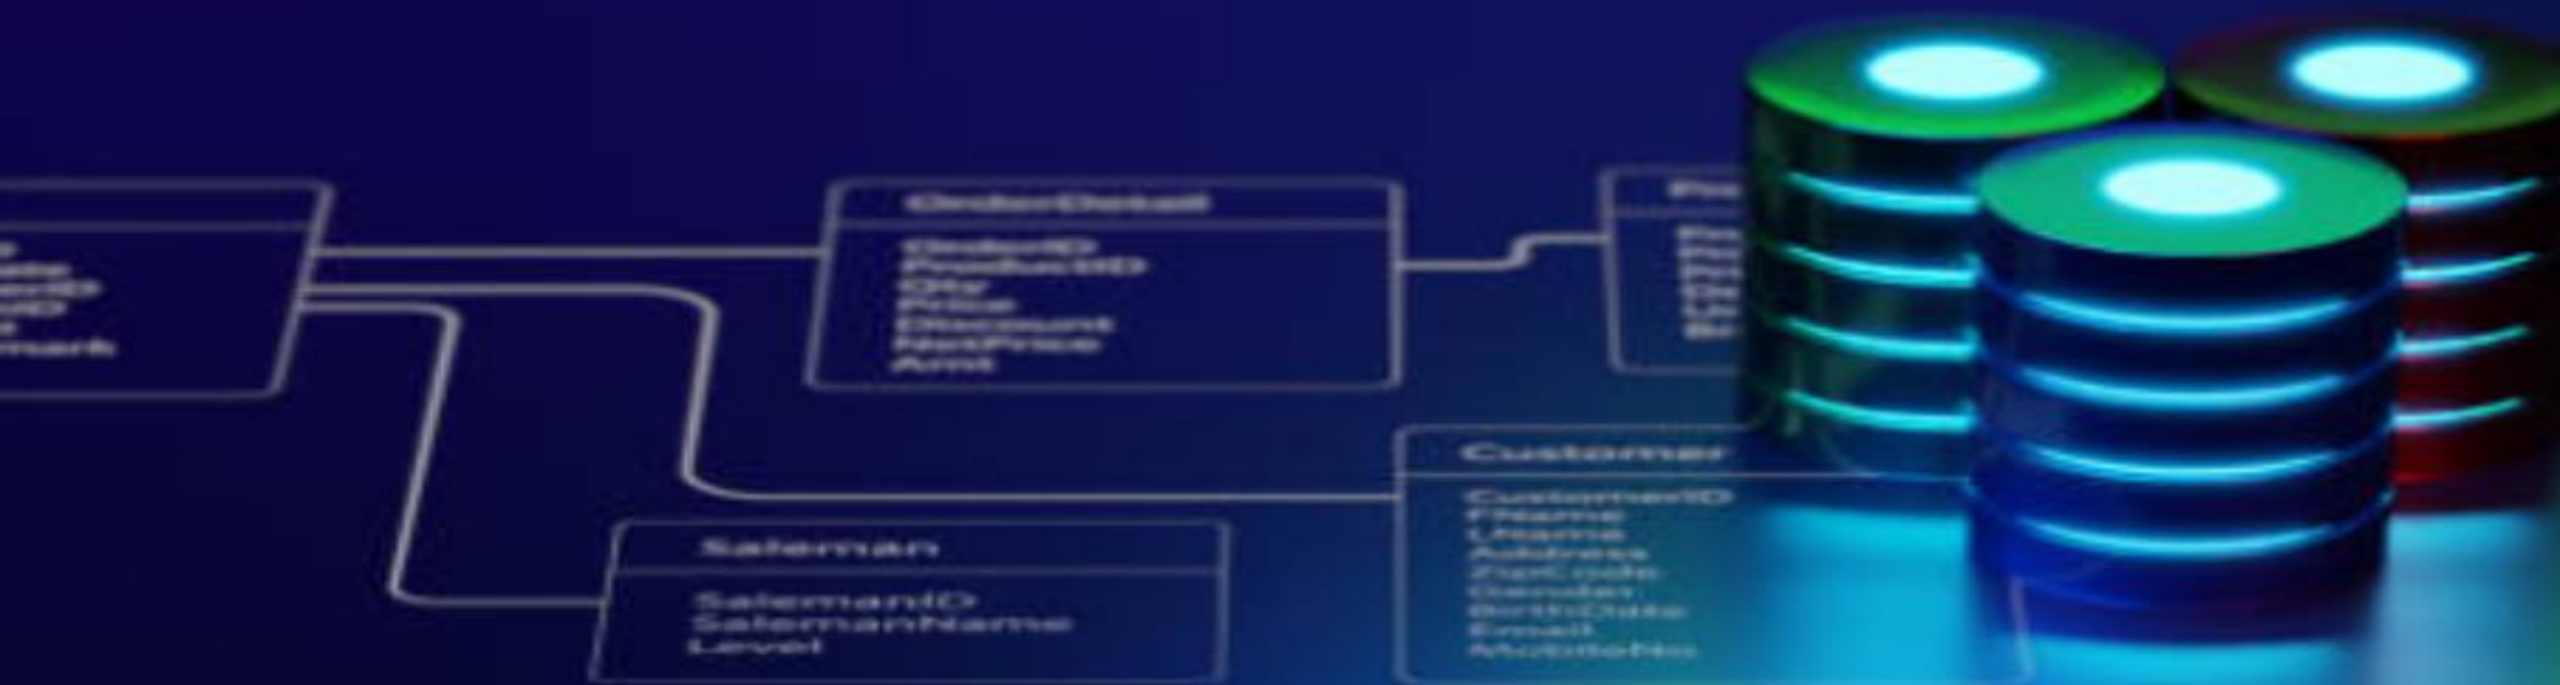 OrderDetail
OrderID
ProductID
Qty
Price
Discount
NetPrice
Amt
Customer
CustomerID
FName
LName
Address
ZipCode
Gender
BirthDate
Email
MobileNo
Saleman
SalemanID
SalemanName
Level